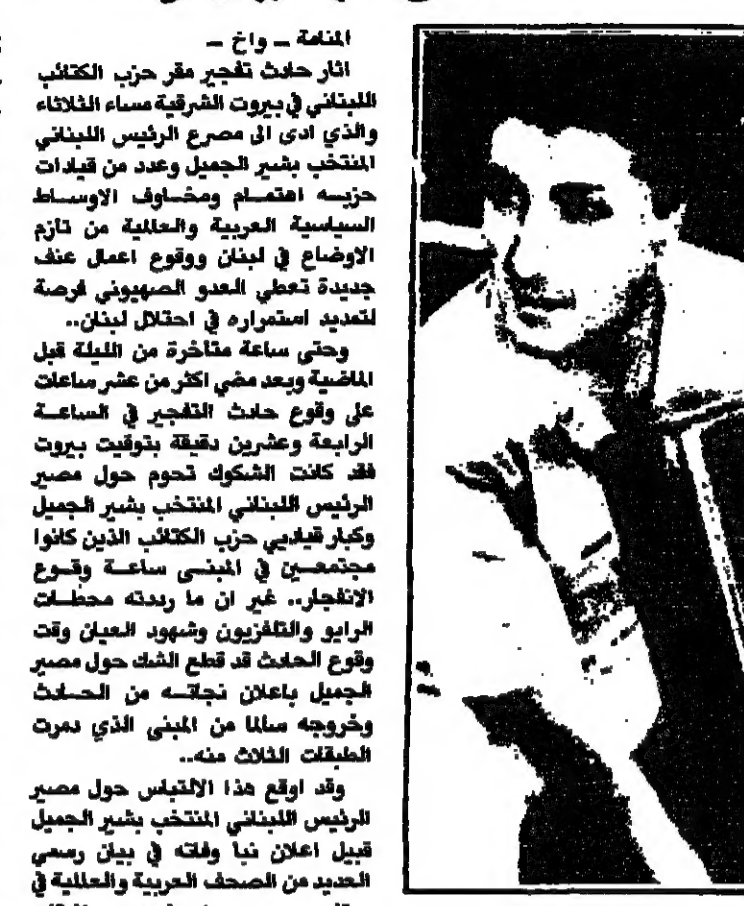 المنامة ــ واخ ــ
اثار حادث تفجير مقر حزب الكتائب
اللبناني في بيروت الشرقية مساء الثلاثاء
والذي ادى الى مصرع الرئيس اللبناني
المنتخب بشير الجميل وعدد من قيادات
حزبه اهتمام ومخاوف الاوساط
السياسية العربية والعالمية من تازم
الاوضاع في لبنان ووقوع اعمال عنف
جديدة تعطي العدو الصهيوني فرصة
لتمديد استمراره في احتلال لبنان..
وحتى ساعة متاخرة من الليلة قبل
الماضية وبعد مضي اكثر من عشر ساعات
على وقوع حادث التفجير في الساعة
الرابعة وعشرين دقيقة بتوقيت بيروت
فقد كانت الشكوك تحوم حول مصير
الرئيس اللبناني المنتخب بشير الجميل
وكبار قياديي حزب الكتائب الذين كانوا
مجتمعين في المبنى ساعة وقوع
الانفجار.. غير ان ما رددته محطات
الرايو والتلفزيون وشهود العيان وقت
وقوع الحادث قد قطع الشك حول مصير
الجميل باعلان نجاته من الحادث
وخروجه سالما من المبنى الذي دمرت
الطبقات الثلاث منه..
وقد اوقع هذا الالتباس حول مصير
الرئيس اللبناني المنتخب بشير الجميل
قبيل اعلان نبا وفاته في بيان رسمي
العديد من الصحف العربية والعالمية في